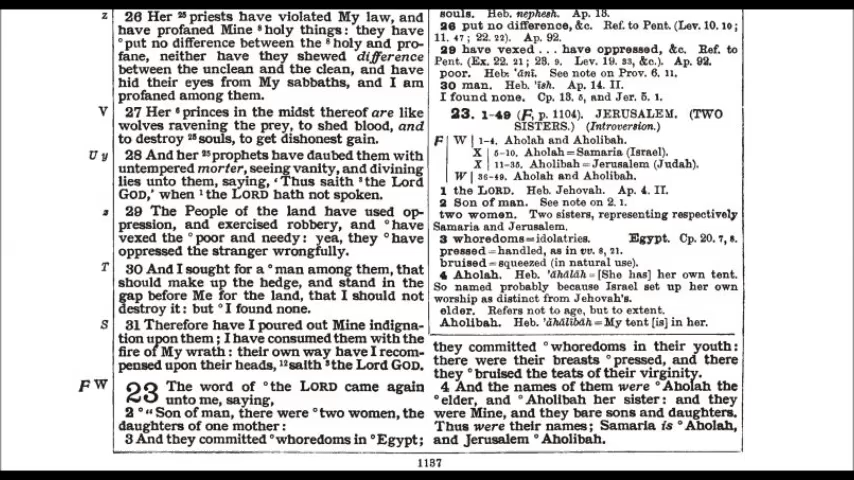 z
26 Her 25 priests have violated My law, and
have profaned Mine 8 holy things: they have
°put no difference between the 8 holy and pro-
fane, neither have they shewed difference
between the unclean and the clean, and have
hid their eyes from My sabbaths, and I am
profaned among them.
V
27 Her 6 princes in the midst thereof are like
wolves ravening the prey, to shed blood, and
to destroy 25 souls, to get dishonest gain.
U y
28 And her 25 prophets have daubed them with
untempered morter, seeing vanity, and divining
lies unto them, saying, ‘Thus saith 3 the Lord
GOD,’ when 1 the LORD hath not spoken.
z
29 The People of the land have used op-
pression, and exercised robbery, and °have
vexed the °poor and needy: yea, they °have
oppressed the stranger wrongfully.
T
30 And I sought for a °man among them, that
should make up the hedge, and stand in the
gap before Me for the land, that I should not
destroy it: but °I found none.
S
31 Therefore have I poured out Mine indigna-
tion upon them; I have consumed them with the
fire of My wrath: their own way have I recom-
pensed upon their heads, 12 saith 3 the Lord GOD.
F W
23 The word of °the LORD came again
unto me, saying,
2 °“Son of man, there were °two women, the
daughters of one mother:
3 And they committed °whoredoms in °Egypt;
souls. Heb. nephesh. Ap. 13.
26 put no difference, &c. Ref. to Pent. (Lev. 10. 10;
11. 47; 22. 22). Ap. 92.
29 have vexed . . . have oppressed, &c. Ref. to
Pent. (Ex. 22. 21; 23. 9. Lev. 19. 33, &c.). Ap. 92.
poor. Heb. ‘ānī. See note on Prov. 6. 11.
30 man. Heb. ’īsh. Ap. 14. II.
I found none. Cp. 13. 5, and Jer. 5. 1.
23. 1-49 (F, p. 1104). JERUSALEM. (TWO
SISTERS.) (Introversion.)
F | W | 1-4. Aholah and Aholibah.
X | 5-10. Aholah = Samaria (Israel).
X | 11-35. Aholibah = Jerusalem (Judah).
W | 36-49. Aholah and Aholibah.
1 the LORD. Heb. Jehovah. Ap. 4. II.
2 Son of man. See note on 2. 1.
two women. Two sisters, representing respectively
Samaria and Jerusalem.
3 whoredoms = idolatries. Egypt. Cp. 20. 7, 8.
pressed = handled, as in vv. 8, 21.
bruised = squeezed (in natural use).
4 Aholah. Heb. ’āhālāh = [She has] her own tent.
So named probably because Israel set up her own
worship as distinct from Jehovah’s.
elder. Refers not to age, but to extent.
Aholibah. Heb. ’āhālībāh = My tent [is] in her.
they committed °whoredoms in their youth:
there were their breasts °pressed, and there
they °bruised the teats of their virginity.
4 And the names of them were °Aholah the
°elder, and °Aholibah her sister: and they
were Mine, and they bare sons and daughters.
Thus were their names; Samaria is °Aholah,
and Jerusalem °Aholibah.
1137